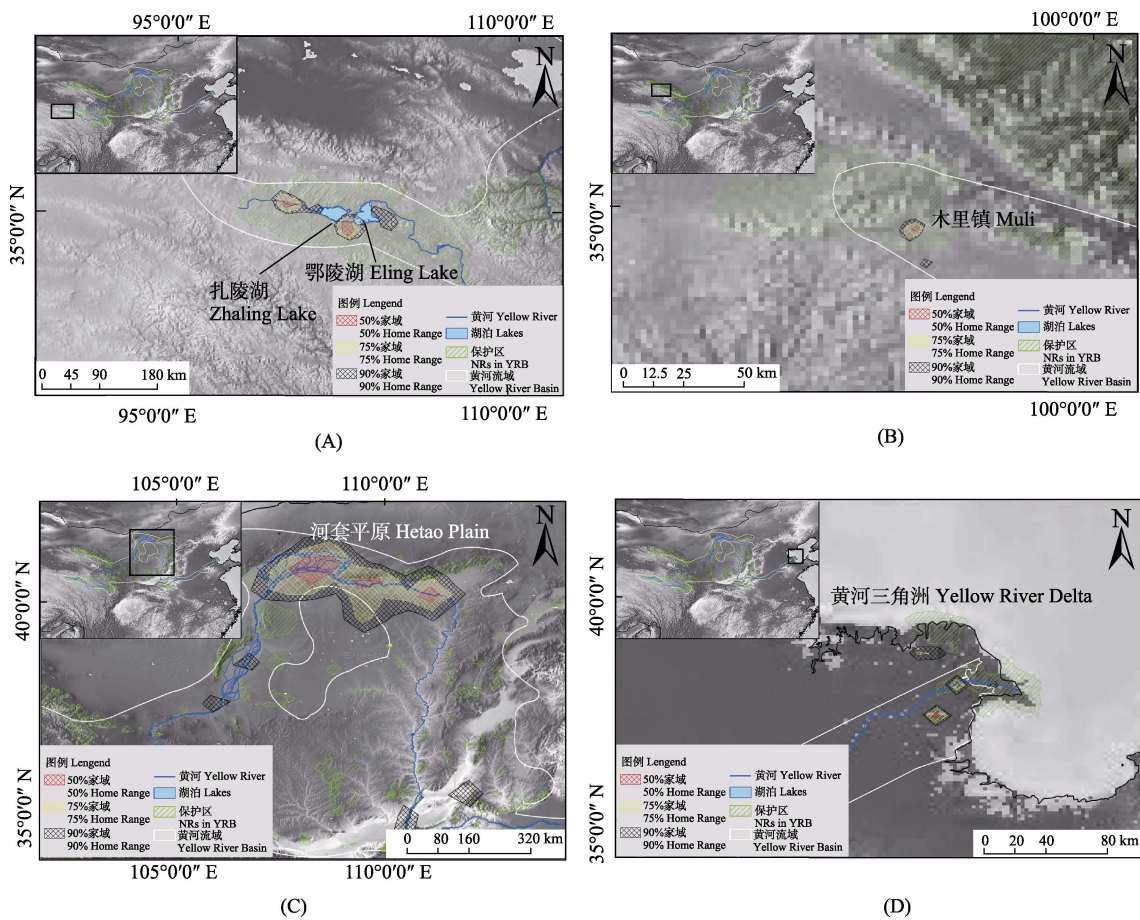 95°0′0″ E
110°0′0″ E
35°0′0″ N
N
扎陵湖
Zhaling Lake
鄂陵湖 Eling Lake
图例 Lengend
50%家域
50% Home Range
75%家域
75% Home Range
90%家域
90% Home Range
黄河 Yellow River
湖泊 Lakes
保护区
NRs in YRB
黄河流域
Yellow River Basin
0 45 90 180 km
95°0′0″ E
110°0′0″ E
(A)
100°0′0″ E
35°0′0″ N
N
木里镇 Muli
图例 Lengend
50%家域
50% Home Range
75%家域
75% Home Range
90%家域
90% Home Range
黄河 Yellow River
湖泊 Lakes
保护区
NRs in YRB
黄河流域
Yellow River Basin
0 12.5 25 50 km
100°0′0″ E
(B)
105°0′0″ E
110°0′0″ E
40°0′0″ N
35°0′0″ N
N
河套平原 Hetao Plain
图例 Lengend
50%家域
50% Home Range
75%家域
75% Home Range
90%家域
90% Home Range
黄河 Yellow River
湖泊 Lakes
保护区
NRs in YRB
黄河流域
Yellow River Basin
0 80 160 320 km
105°0′0″ E
110°0′0″ E
(C)
40°0′0″ N
35°0′0″ N
N
黄河三角洲 Yellow River Delta
图例 Lengend
50%家域
50% Home Range
75%家域
75% Home Range
90%家域
90% Home Range
黄河 Yellow River
湖泊 Lakes
保护区
NRs in YRB
黄河流域
Yellow River Basin
0 20 40 80 km
(D)